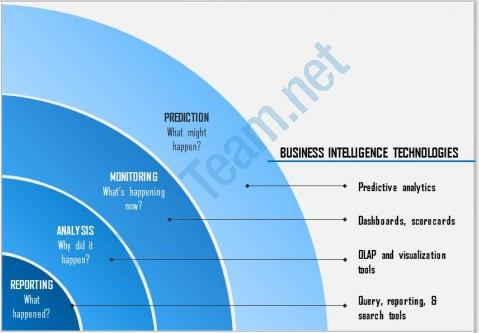 PREDICTION
What might
happen?
MONITORING
What's happening
now?
ANALYSIS
Why did it
happen?
REPORTING
What
happened?
BUSINESS INTELLIGENCE TECHNOLOGIES
Predictive analytics
Dashboards, scorecards
OLAP and visualization
tools
Query, reporting, &
search tools
Team.net